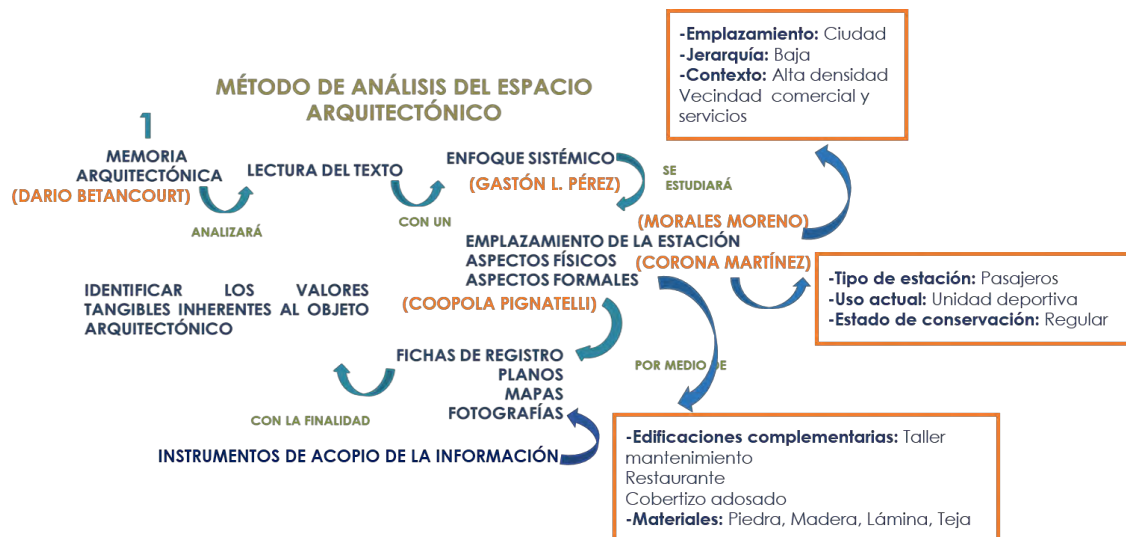 MÉTODO DE ANÁLISIS DEL ESPACIO
ARQUITECTÓNICO
1
MEMORIA
ARQUITECTÓNICA
(DARIO BETANCOURT)
ANALIZARÁ
LECTURA DEL TEXTO
CON UN
ENFOQUE SISTÉMICO
(GASTÓN L. PÉREZ)
SE
ESTUDIARÁ
(MORALES MORENO)
EMPLAZAMIENTO DE LA ESTACIÓN
ASPECTOS FÍSICOS
(CORONA MARTÍNEZ)
ASPECTOS FORMALES
(COOPOLA PIGNATELLI)
-Emplazamiento: Ciudad
-Jerarquía: Baja
-Contexto: Alta densidad
Vecindad comercial y
servicios
-Tipo de estación: Pasajeros
-Uso actual: Unidad deportiva
-Estado de conservación: Regular
POR MEDIO DE
-Edificaciones complementarias: Taller
mantenimiento
Restaurante
Cobertizo adosado
-Materiales: Piedra, Madera, Lámina, Teja
FICHAS DE REGISTRO
PLANOS
MAPAS
FOTOGRAFÍAS
INSTRUMENTOS DE ACOPIO DE LA INFORMACIÓN
CON LA FINALIDAD
IDENTIFICAR LOS VALORES
TANGIBLES INHERENTES AL OBJETO
ARQUITECTÓNICO